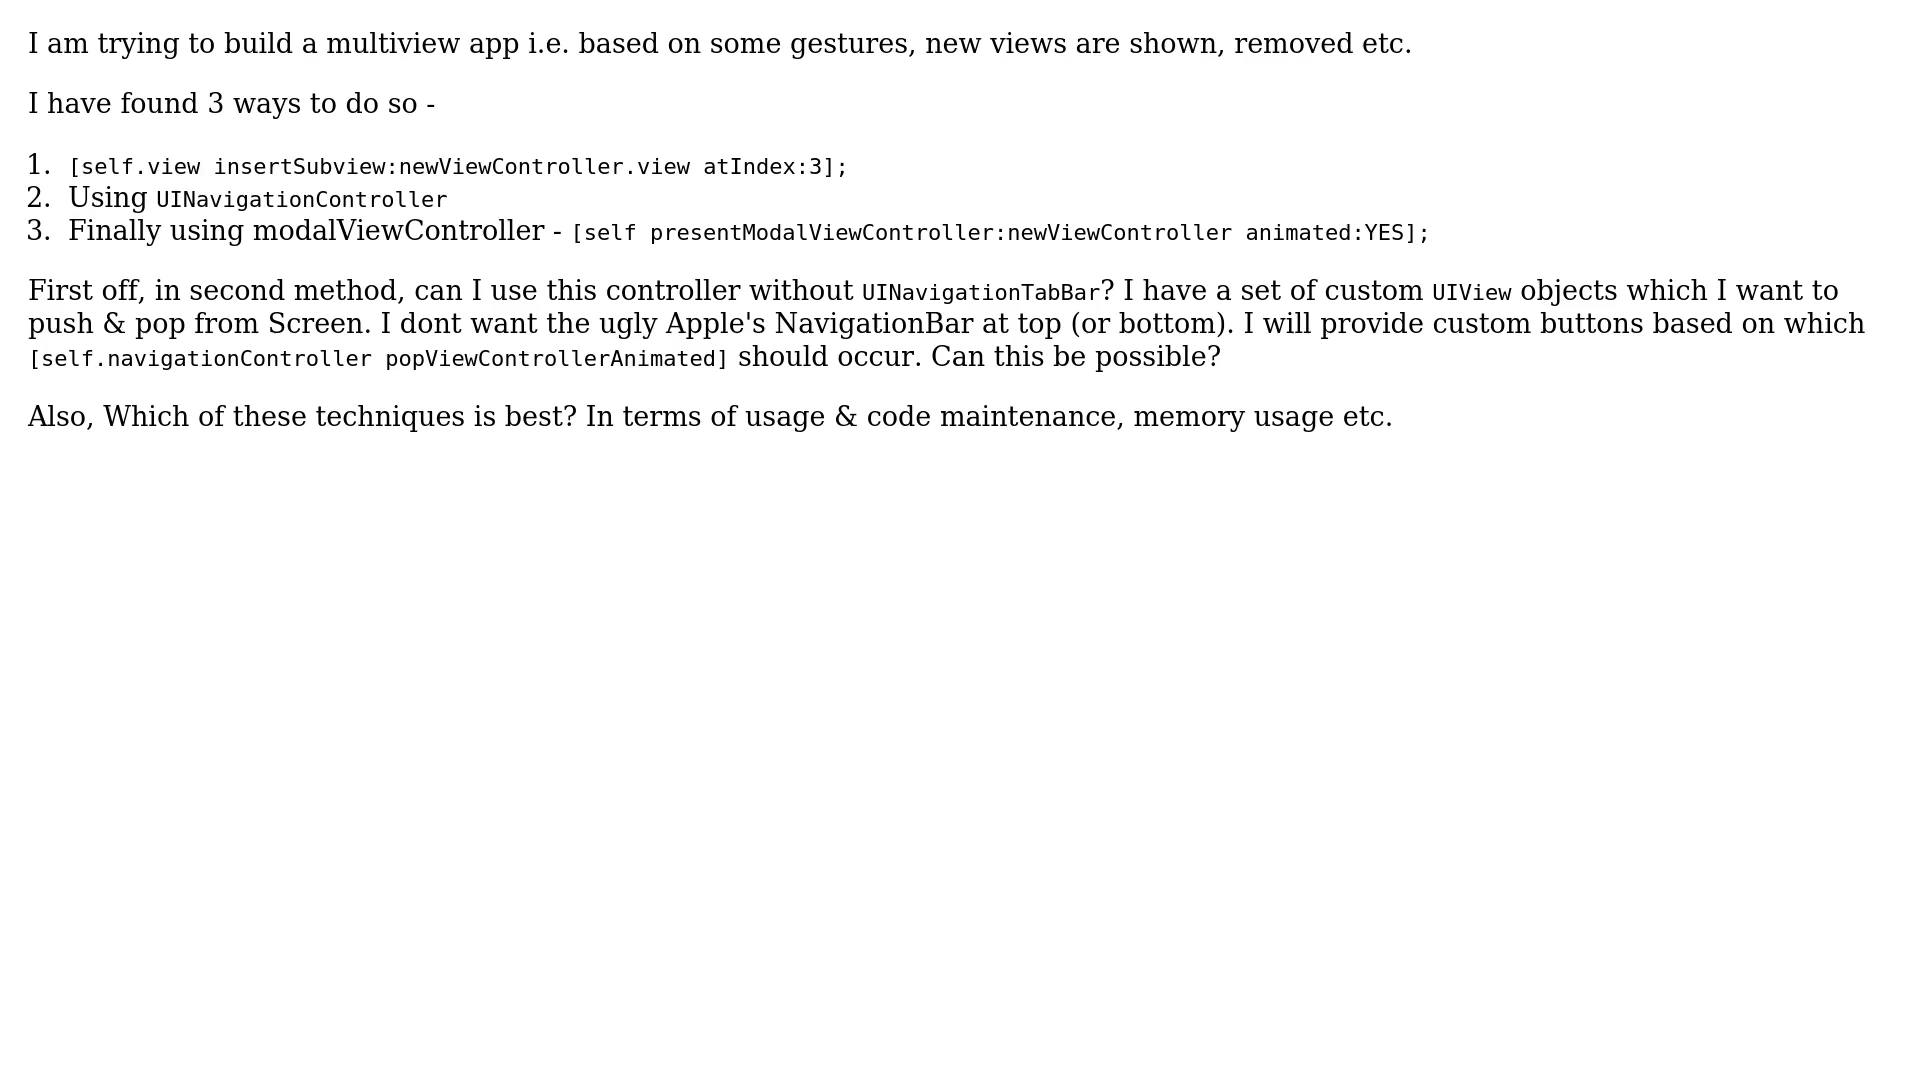 I am trying to build a multiview app i.e. based on some gestures, new views are shown, removed etc.
I have found 3 ways to do so -
1. [self.view insertSubview:newViewController.view atIndex:3];
2. Using UINavigationController
3. Finally using modalViewController - [self presentModalViewController:newViewController animated:YES];
First off, in second method, can I use this controller without UINavigationTabBar? I have a set of custom UIView objects which I want to
push & pop from Screen. I dont want the ugly Apple's NavigationBar at top (or bottom). I will provide custom buttons based on which
[self.navigationController popViewControllerAnimated] should occur. Can this be possible?
Also, Which of these techniques is best? In terms of usage & code maintenance, memory usage etc.